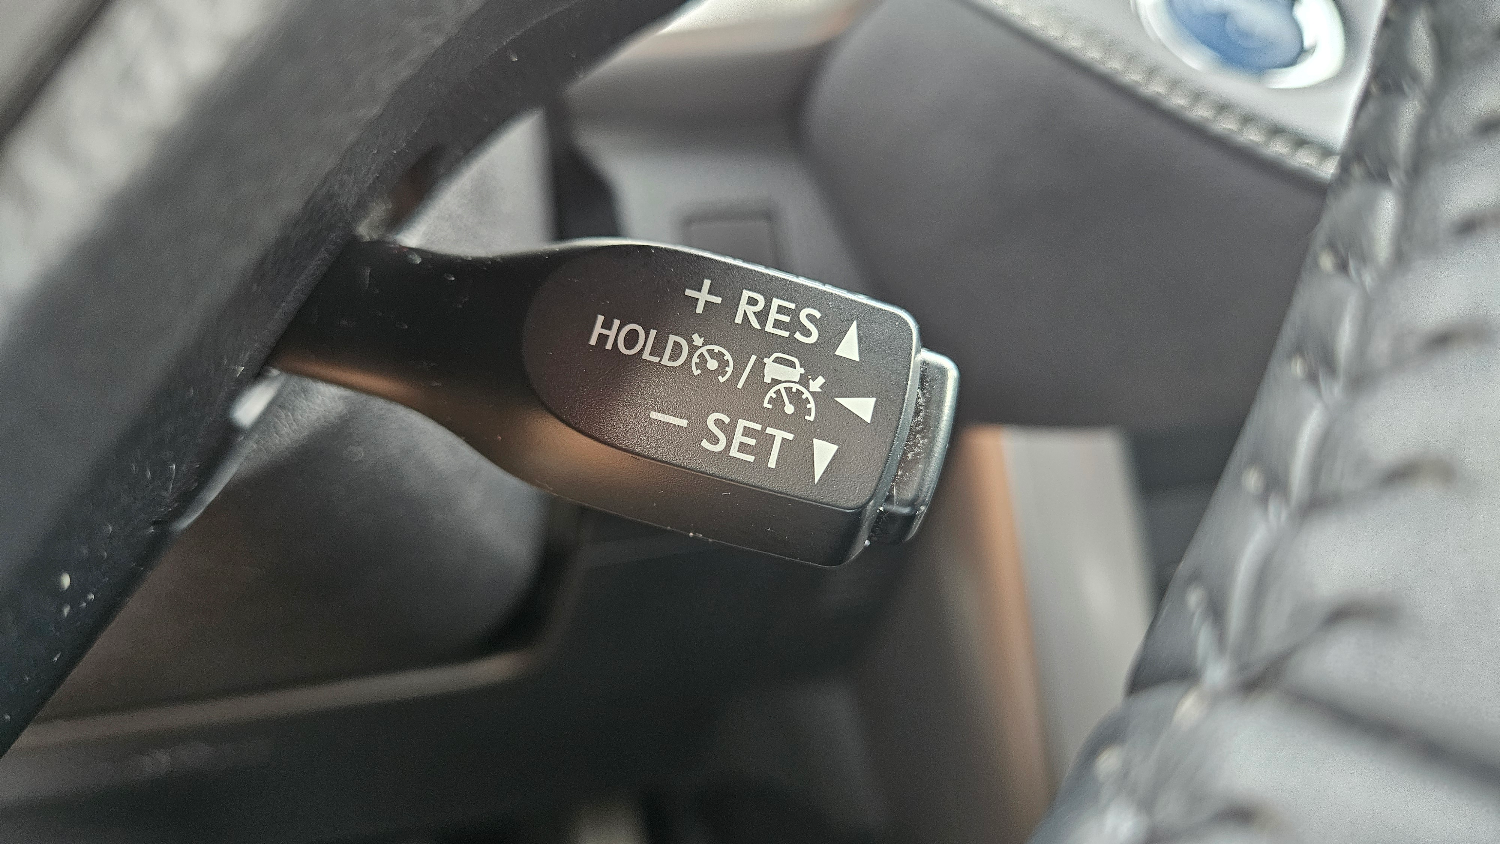 + RES ▲
HOLD / ◀
− SET ▼